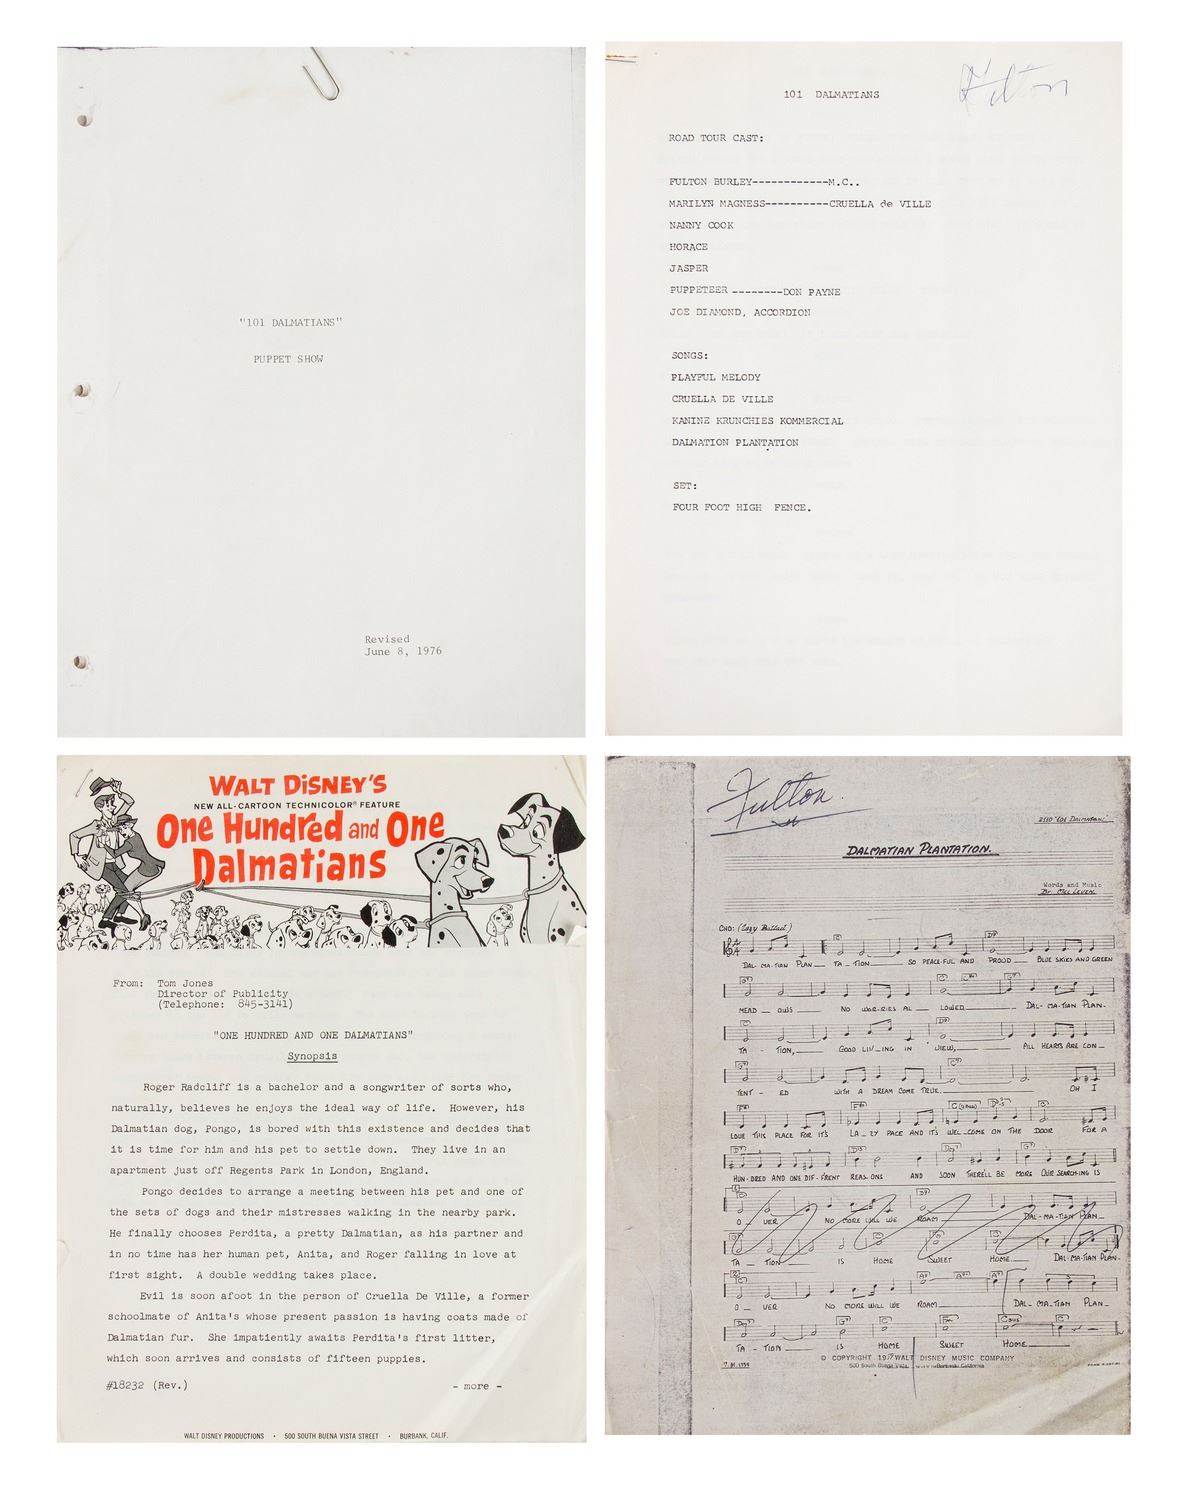 "101 DALMATIANS"
PUPPET SHOW
Revised
June 8, 1976
Fulton
101 DALMATIANS
ROAD TOUR CAST:
FULTON BURLEY------------M.C..
MARILYN MAGNESS----------CRUELLA de VILLE
NANNY COOK
HORACE
JASPER
PUPPETEER --------DON PAYNE
JOE DIAMOND, ACCORDION
SONGS:
PLAYFUL MELODY
CRUELLA DE VILLE
KANINE KRUNCHIES KOMMERCIAL
DALMATION PLANTATION
SET:
FOUR FOOT HIGH FENCE.
WALT DISNEY'S
NEW ALL-CARTOON TECHNICOLOR® FEATURE
One Hundred and One
Dalmatians
From: Tom Jones
Director of Publicity
(Telephone: 845-3141)
"ONE HUNDRED AND ONE DALMATIANS"
Synopsis
Roger Radcliff is a bachelor and a songwriter of sorts who,
naturally, believes he enjoys the ideal way of life. However, his
Dalmatian dog, Pongo, is bored with this existence and decides that
it is time for him and his pet to settle down. They live in an
apartment just off Regents Park in London, England.
Pongo decides to arrange a meeting between his pet and one of
the sets of dogs and their mistresses walking in the nearby park.
He finally chooses Perdita, a pretty Dalmatian, as his partner and
in no time has her human pet, Anita, and Roger falling in love at
first sight. A double wedding takes place.
Evil is soon afoot in the person of Cruella De Ville, a former
schoolmate of Anita's whose present passion is having coats made of
Dalmatian fur. She impatiently awaits Perdita's first litter,
which soon arrives and consists of fifteen puppies.
#18232 (Rev.) - more -
WALT DISNEY PRODUCTIONS • 500 SOUTH BUENA VISTA STREET • BURBANK, CALIF.
Fulton
"101 Dalmatians"
DALMATIAN PLANTATION.
Words and Music
By Mel Leven
CHO: (Lazy Ballad)
DAL-MA-TIAN PLAN — TA-TION — SO PEACE-FUL AND PROUD — BLUE SKIES AND GREEN
MEAD — OWS — NO WOR-RIES AL — LOWED — DAL-MA-TIAN PLAN-
TA - TION, — GOOD LIV-ING IN VIEW, — ALL HEARTS ARE CON —
TENT - ED WITH A DREAM COME TRUE — OH I
LOVE THIS PLACE FOR IT'S LA-ZY PACE AND IT'S WEL-COME ON THE DOOR FOR A
HUN-DRED AND ONE DIF-F'RENT REAS-ONS AND SOON THERE'LL BE MORE OUR SEARCH-ING IS
O — VER NO MORE WILL WE ROAM — DAL-MA-TIAN PLAN —
TA — TION — IS HOME SWEET HOME — DAL-MA-TIAN PLAN-
O — VER NO MORE WILL WE ROAM — DAL-MA-TIAN PLAN —
TA — TION — IS HOME SWEET HOME —
© COPYRIGHT WALT DISNEY MUSIC COMPANY
500 South Buena Vista Burbank, California